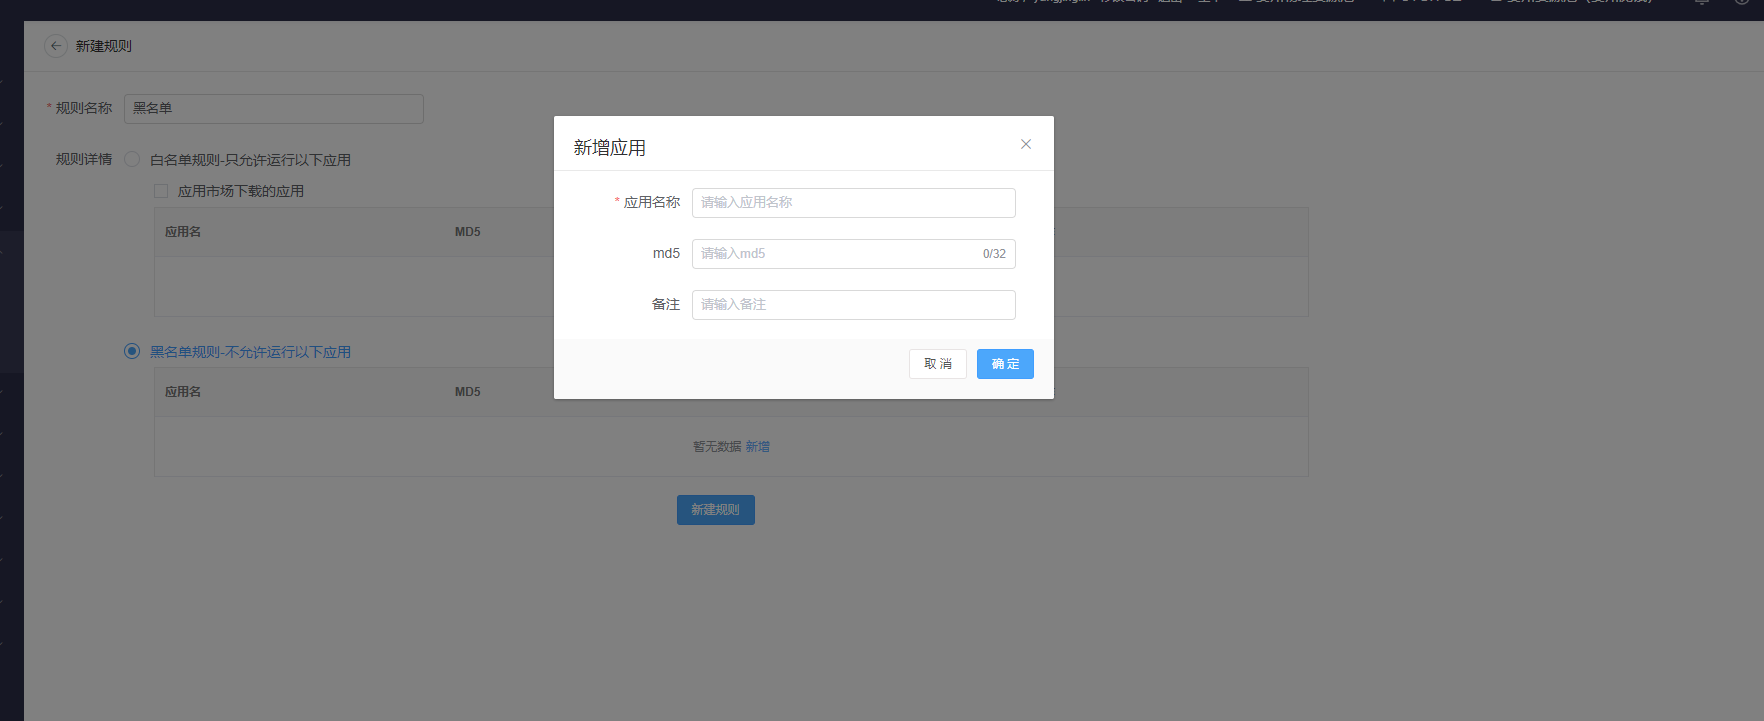 新建规则
* 规则名称 黑名单
规则详情 白名单规则-只允许运行以下应用
应用市场下载的应用
应用名 MD5
黑名单规则-不允许运行以下应用
应用名 MD5
暂无数据 新增
新建规则
新增应用
* 应用名称 请输入应用名称
md5 请输入md5 0/32
备注 请输入备注
取 消 确 定